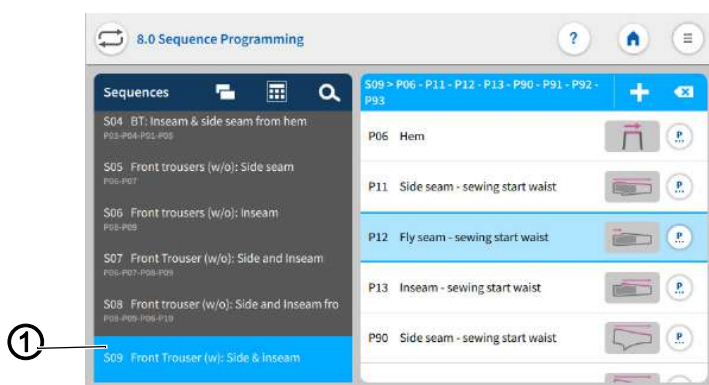 8.0 Sequence Programming
?
Sequences
S04 BT: Inseam & side seam from hem
P03-P04-P01-P05
S05 Front trousers (w/o): Side seam
P06-P07
S06 Front trousers (w/o): Inseam
P08-P09
S07 Front Trouser (w/o): Side and Inseam
P06-P07-P08-P09
S08 Front trouser (w/o): Side and Inseam fro
P08-P09-P06-P10
S09 Front Trouser (w): Side & Inseam
S09 > P06 - P11 - P12 - P13 - P90 - P91 - P92 -
P93
P06 Hem
P
P11 Side seam - sewing start waist
P
P12 Fly seam - sewing start waist
P
P13 Inseam - sewing start waist
P
P90 Side seam - sewing start waist
P
1